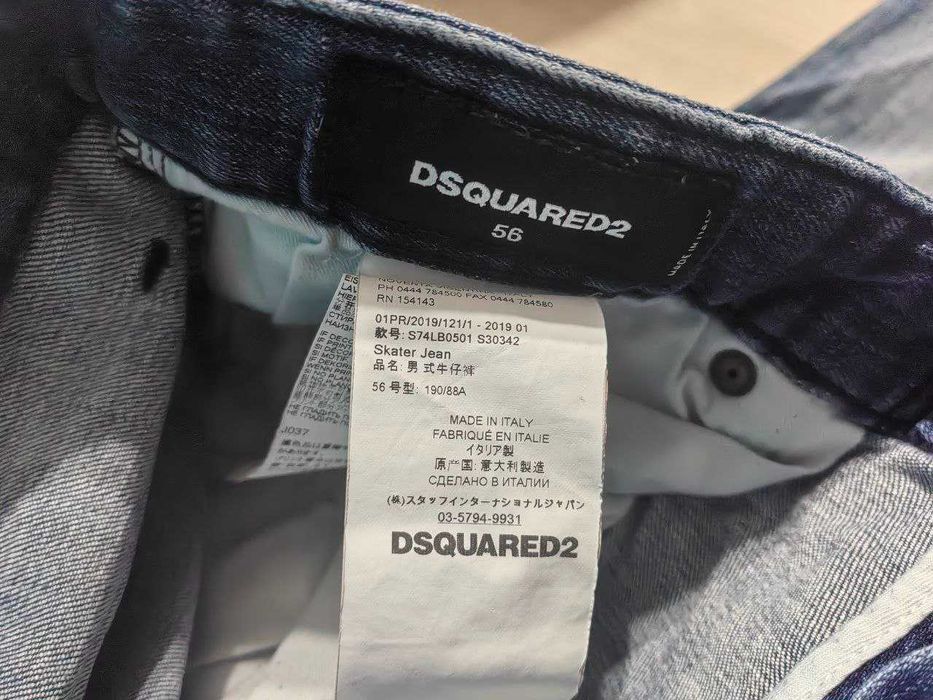 DSQUARED2
56
MADE IN ITALY
PH 0444 784500 FAX 0444 784580
RN 154143
01PR/2019/121/1 - 2019 01
款号: S74LB0501 S30342
Skater Jean
品名: 男式牛仔裤
56 号型: 190/88A
MADE IN ITALY
FABRIQUÉ EN ITALIE
イタリア製
原产国: 意大利製造
СДЕЛАНО В ИТАЛИИ
(株)スタッフインターナショナルジャパン
03-5794-9931
DSQUARED2
J037